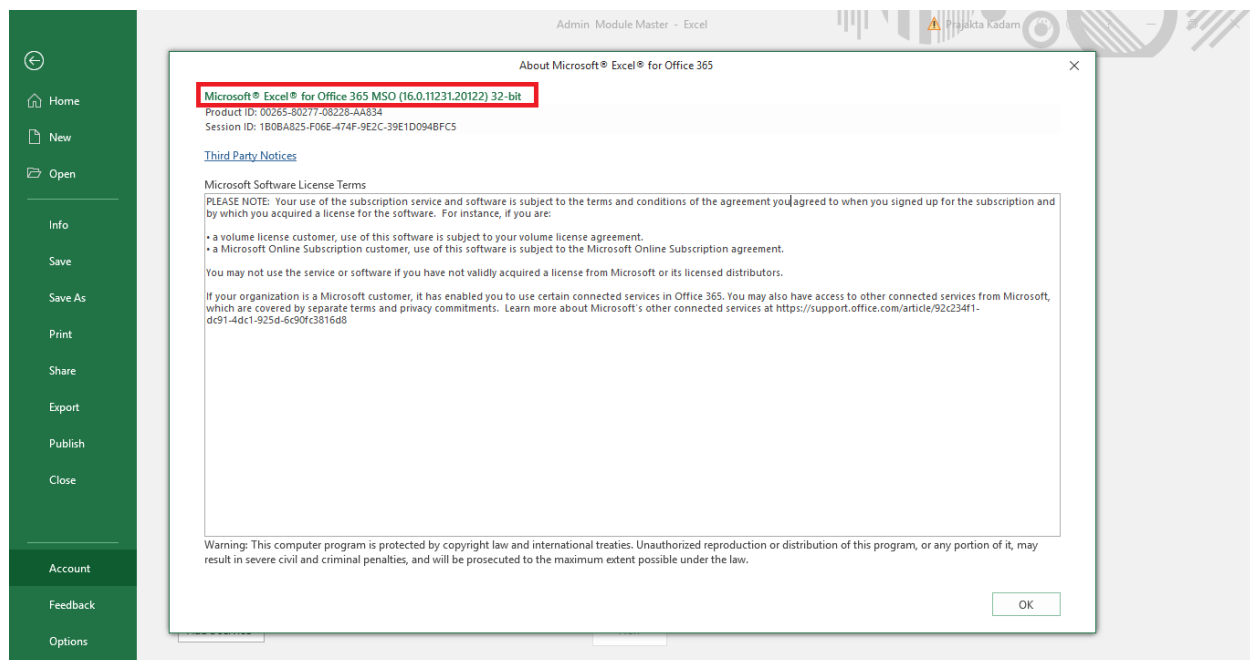 Admin Module Master - Excel
Prajakta Kadam
About Microsoft® Excel® for Office 365
Home
New
Open
Info
Save
Save As
Print
Share
Export
Publish
Close
Account
Feedback
Options
Microsoft® Excel® for Office 365 MSO (16.0.11231.20122) 32-bit
Product ID: 00265-80277-08228-AA834
Session ID: 1B0BA825-F06E-474F-9E2C-39E1D094BFC5
Third Party Notices
Microsoft Software License Terms
PLEASE NOTE: Your use of the subscription service and software is subject to the terms and conditions of the agreement you agreed to when you signed up for the subscription and
by which you acquired a license for the software. For instance, if you are:
• a volume license customer, use of this software is subject to your volume license agreement.
• a Microsoft Online Subscription customer, use of this software is subject to the Microsoft Online Subscription agreement.
You may not use the service or software if you have not validly acquired a license from Microsoft or its licensed distributors.
If your organization is a Microsoft customer, it has enabled you to use certain connected services in Office 365. You may also have access to other connected services from Microsoft,
which are covered by separate terms and privacy commitments. Learn more about Microsoft's other connected services at https://support.office.com/article/92c234f1-
dc91-4dc1-925d-6c90fc3816d8
Warning: This computer program is protected by copyright law and international treaties. Unauthorized reproduction or distribution of this program, or any portion of it, may
result in severe civil and criminal penalties, and will be prosecuted to the maximum extent possible under the law.
OK